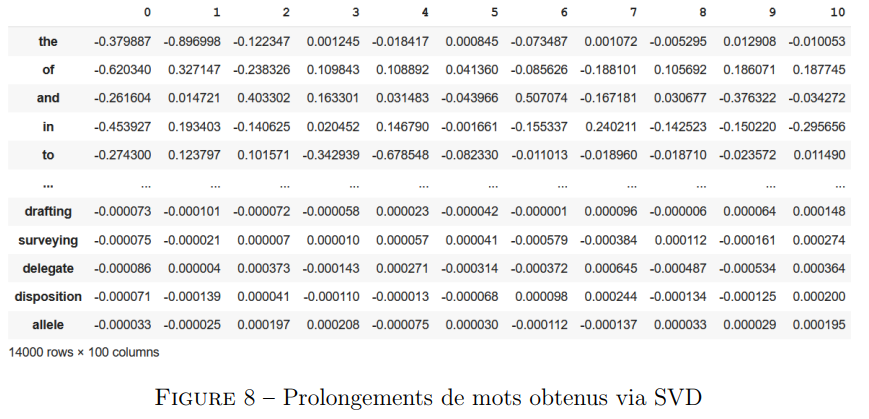 0 1 2 3 4 5 6 7 8 9 10
the -0.379887 -0.896998 -0.122347 0.001245 -0.018417 0.000845 -0.073487 0.001072 -0.005295 0.012908 -0.010053
of -0.620340 0.327147 -0.238326 0.109843 0.108892 0.041360 -0.085626 -0.188101 0.105692 0.186071 0.187745
and -0.261604 0.014721 0.403302 0.163301 0.031483 -0.043966 0.507074 -0.167181 0.030677 -0.376322 -0.034272
in -0.453927 0.193403 -0.140625 0.020452 0.146790 -0.001661 -0.155337 0.240211 -0.142523 -0.150220 -0.295656
to -0.274300 0.123797 0.101571 -0.342939 -0.678548 -0.082330 -0.011013 -0.018960 -0.018710 -0.023572 0.011490
... ... ... ... ... ... ... ... ... ... ... ...
drafting -0.000073 -0.000101 -0.000072 -0.000058 0.000023 -0.000042 -0.000001 0.000096 -0.000006 0.000064 0.000148
surveying -0.000075 -0.000021 0.000007 0.000010 0.000057 0.000041 -0.000579 -0.000384 0.000112 -0.000161 0.000274
delegate -0.000086 0.000004 0.000373 -0.000143 0.000271 -0.000314 -0.000372 0.000645 -0.000487 -0.000534 0.000364
disposition -0.000071 -0.000139 0.000041 -0.000110 -0.000013 -0.000068 0.000098 0.000244 -0.000134 -0.000125 0.000200
allele -0.000033 -0.000025 0.000197 0.000208 -0.000075 0.000030 -0.000112 -0.000137 0.000033 0.000029 0.000195
14000 rows × 100 columns
FIGURE 8 – Prolongements de mots obtenus via SVD